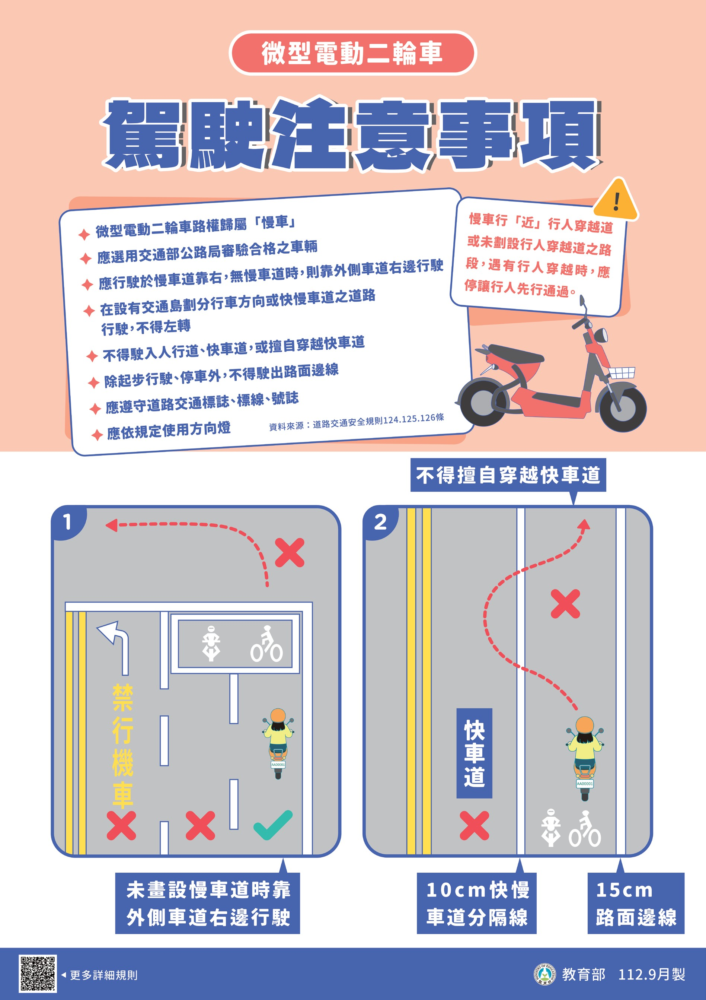 微型電動二輪車
駕駛注意事項
微型電動二輪車路權歸屬「慢車」
應選用交通部公路局審驗合格之車輛
應行駛於慢車道靠右，無慢車道時，則靠外側車道右邊行駛
在設有交通島劃分行車方向或快慢車道之道路
行駛，不得左轉
不得駛入人行道、快車道，或擅自穿越快車道
除起步行駛、停車外，不得駛出路面邊線
應遵守道路交通標誌、標線、號誌
應依規定使用方向燈
資料來源：道路交通安全規則124.125.126條
!
慢車行「近」行人穿越道
或未劃設行人穿越道之路
段，遇有行人穿越時，應
停讓行人先行通過。
不得擅自穿越快車道
1
禁行機車
AA00001
未畫設慢車道時靠
外側車道右邊行駛
2
快車道
AA00001
10cm快慢
車道分隔線
15cm
路面邊線
更多詳細規則
MINISTRY OF EDUCATION
教育部
教育部 112.9月製